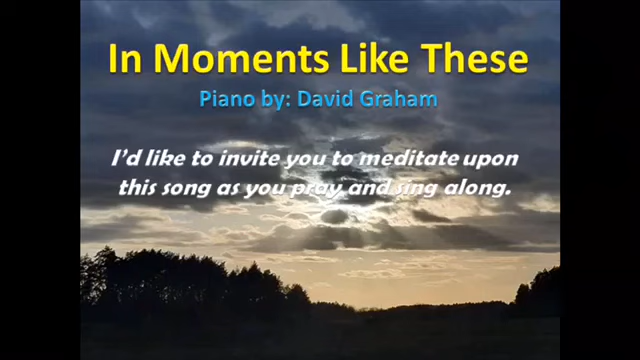 In Moments Like These
Piano by: David Graham
I'd like to invite you to meditate upon
this song as you pray and sing along.